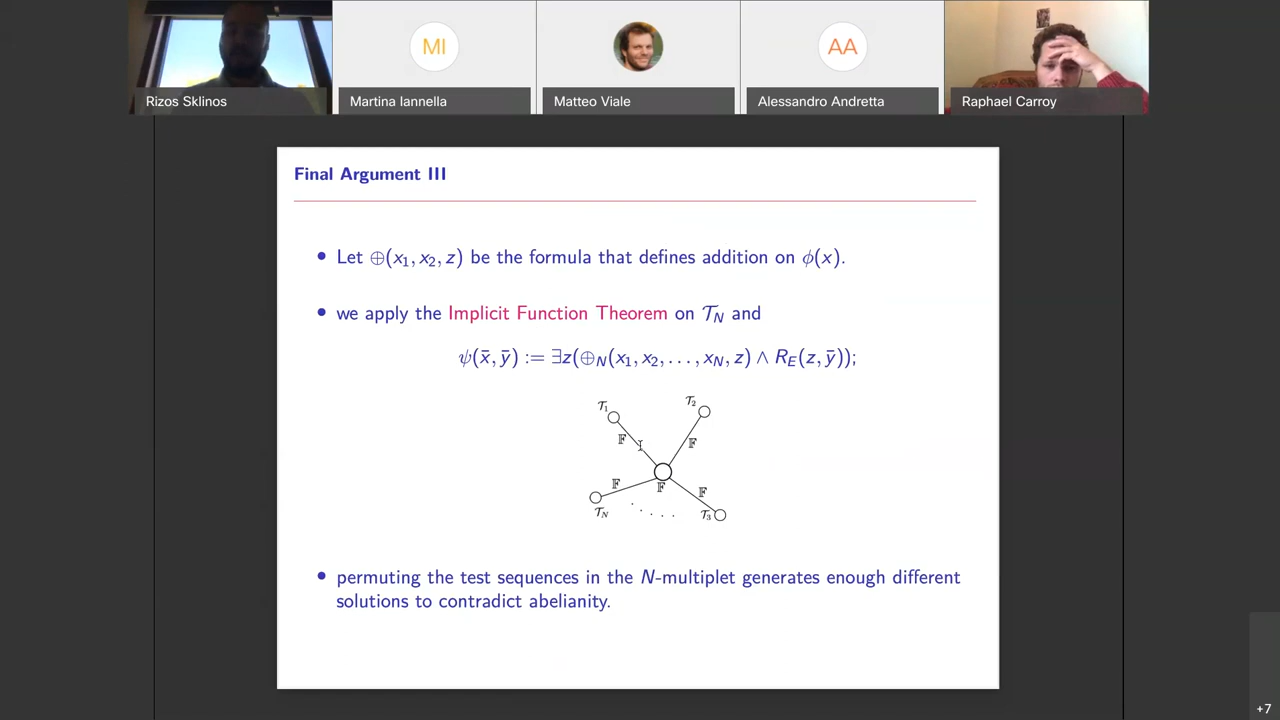 MI
AA
Rizos Sklinos
Martina Iannella
Matteo Viale
Alessandro Andretta
Raphael Carroy
Final Argument III
• Let ⊕(x₁, x₂, z) be the formula that defines addition on ϕ(x).
• we apply the Implicit Function Theorem on 𝒯_N and
ψ(x̄, ȳ) := ∃z(⊕_N(x₁, x₂, . . . , x_N, z) ∧ R_E(z, ȳ));
𝒯₁
𝒯₂
𝔽
𝔽
𝔽
𝔽
𝔽
𝒯_N
. . . . .
𝒯₃
• permuting the test sequences in the N-multiplet generates enough different
solutions to contradict abelianity.
+7